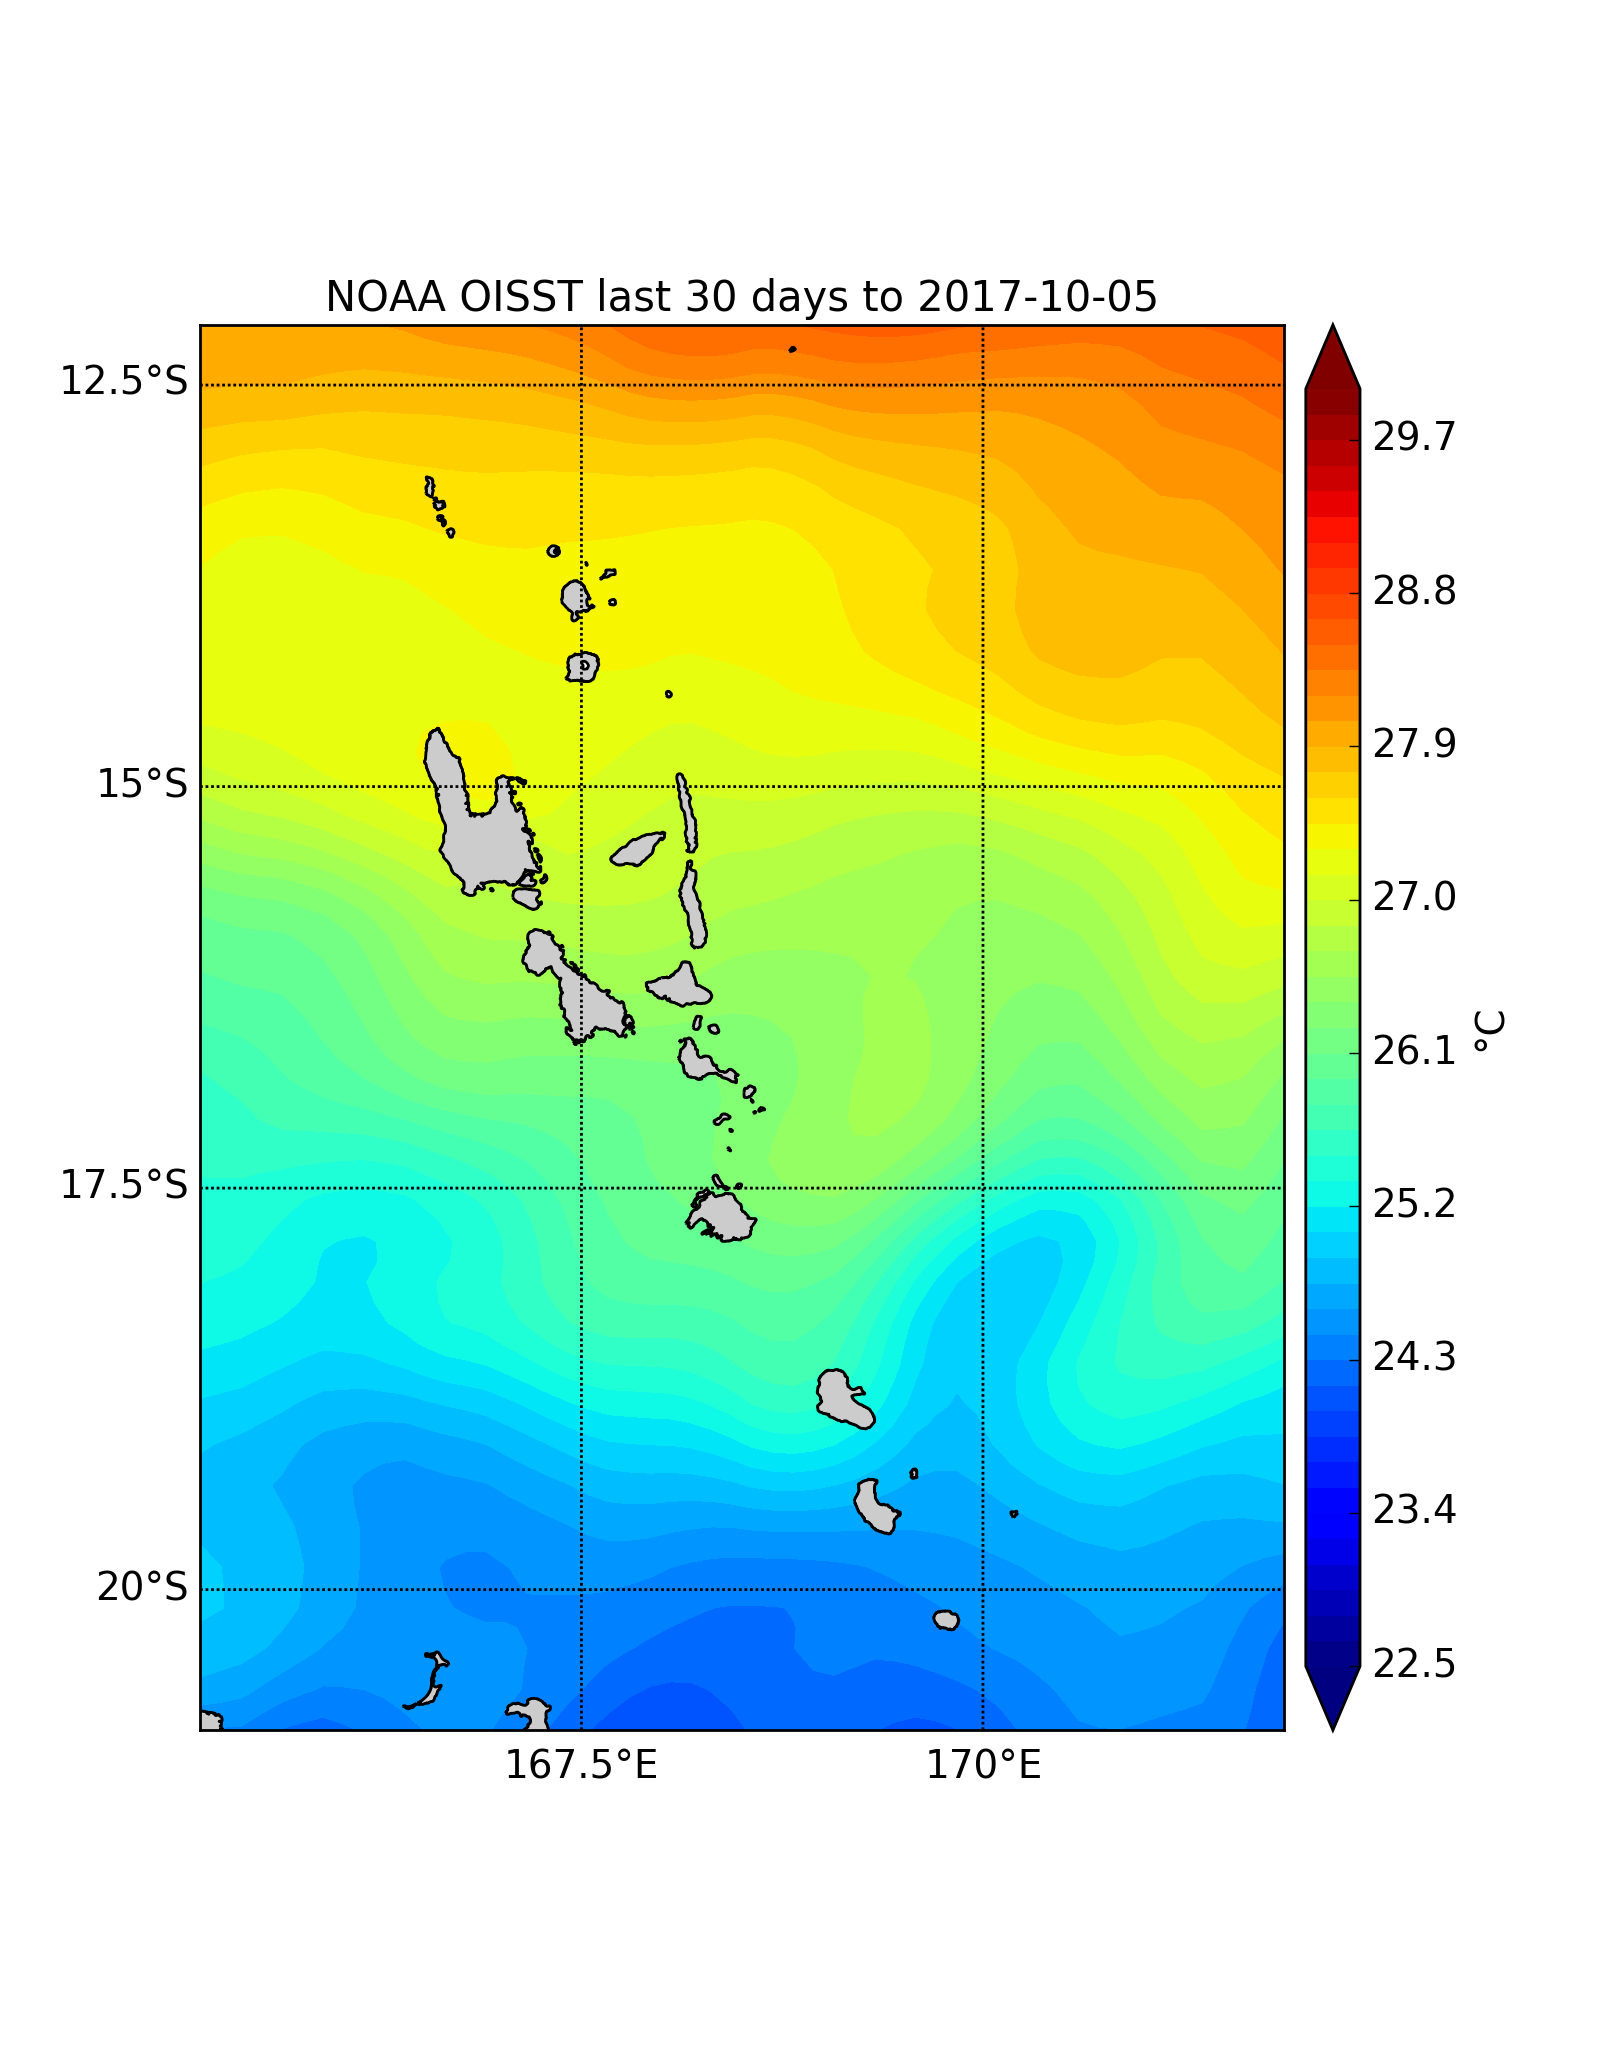 NOAA OISST last 30 days to 2017-10-05
12.5°S
15°S
17.5°S
20°S
167.5°E
170°E
29.7
28.8
27.9
27.0
26.1
25.2
24.3
23.4
22.5
°C